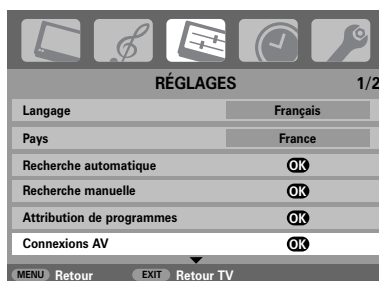 RÉGLAGES 1/2
Langage Français
Pays France
Recherche automatique OK
Recherche manuelle OK
Attribution de programmes OK
Connexions AV OK
MENU Retour EXIT Retour TV